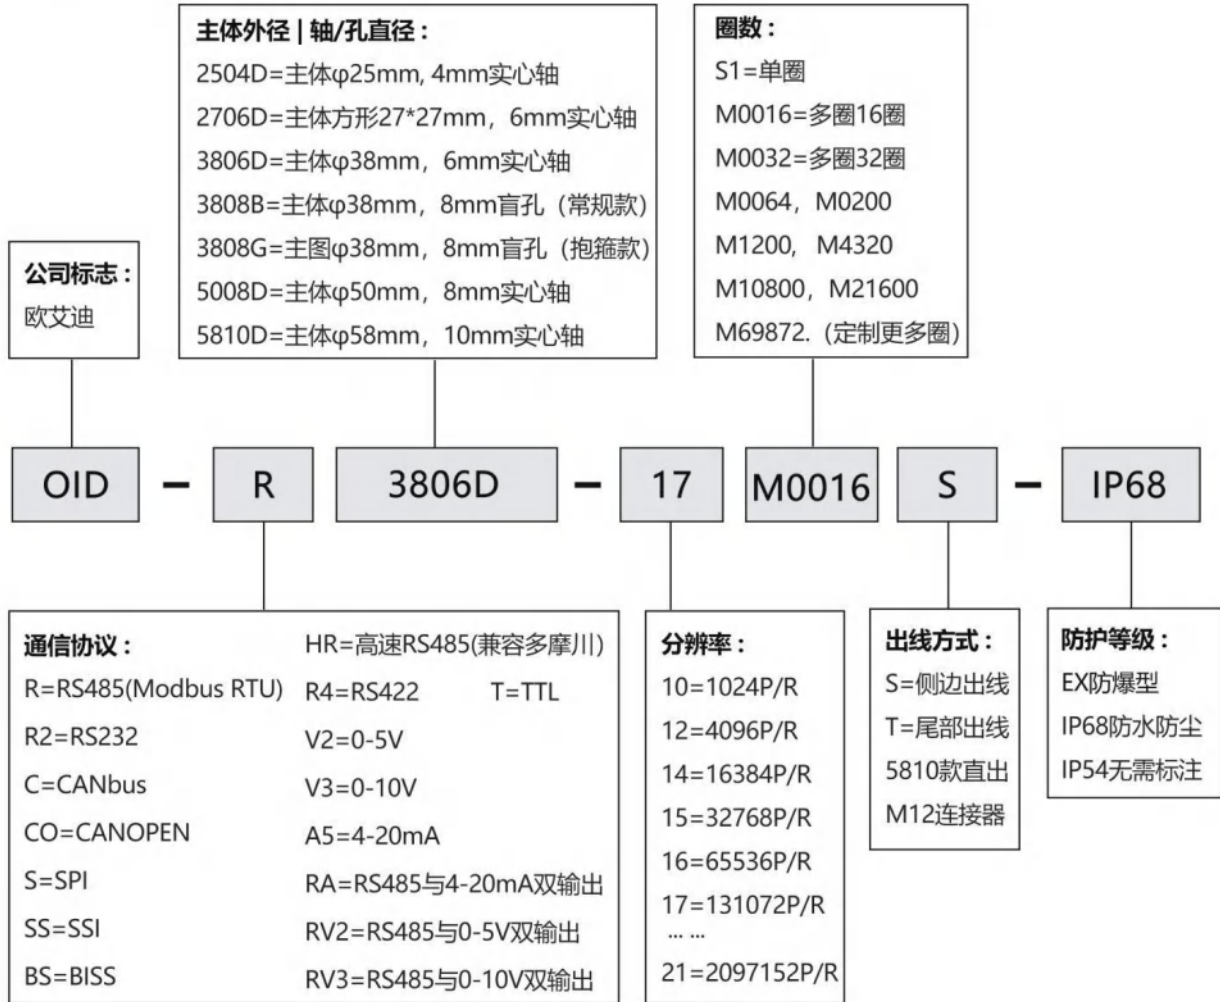 主体外径 | 轴/孔直径：
2504D=主体φ25mm, 4mm实心轴
2706D=主体方形27*27mm，6mm实心轴
3806D=主体φ38mm，6mm实心轴
3808B=主体φ38mm，8mm盲孔（常规款）
3808G=主图φ38mm，8mm盲孔（抱箍款）
5008D=主体φ50mm，8mm实心轴
5810D=主体φ58mm，10mm实心轴
圈数：
S1=单圈
M0016=多圈16圈
M0032=多圈32圈
M0064，M0200
M1200，M4320
M10800，M21600
M69872.（定制更多圈）
公司标志：
欧艾迪
OID – R 3806D – 17 M0016 S – IP68
通信协议：
R=RS485(Modbus RTU)
R2=RS232
C=CANbus
CO=CANOPEN
S=SPI
SS=SSI
BS=BISS
HR=高速RS485(兼容多摩川)
R4=RS422 T=TTL
V2=0-5V
V3=0-10V
A5=4-20mA
RA=RS485与4-20mA双输出
RV2=RS485与0-5V双输出
RV3=RS485与0-10V双输出
分辨率：
10=1024P/R
12=4096P/R
14=16384P/R
15=32768P/R
16=65536P/R
17=131072P/R
... ...
21=2097152P/R
出线方式：
S=侧边出线
T=尾部出线
5810款直出
M12连接器
防护等级：
EX防爆型
IP68防水防尘
IP54无需标注